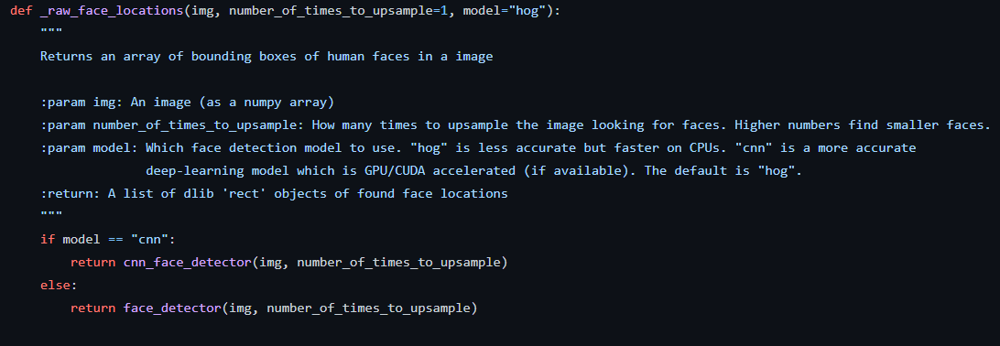 def _raw_face_locations(img, number_of_times_to_upsample=1, model="hog"):
    """
    Returns an array of bounding boxes of human faces in a image
    :param img: An image (as a numpy array)
    :param number_of_times_to_upsample: How many times to upsample the image looking for faces. Higher numbers find smaller faces.
    :param model: Which face detection model to use. "hog" is less accurate but faster on CPUs. "cnn" is a more accurate
                  deep-learning model which is GPU/CUDA accelerated (if available). The default is "hog".
    :return: A list of dlib 'rect' objects of found face locations
    """
    if model == "cnn":
        return cnn_face_detector(img, number_of_times_to_upsample)
    else:
        return face_detector(img, number_of_times_to_upsample)